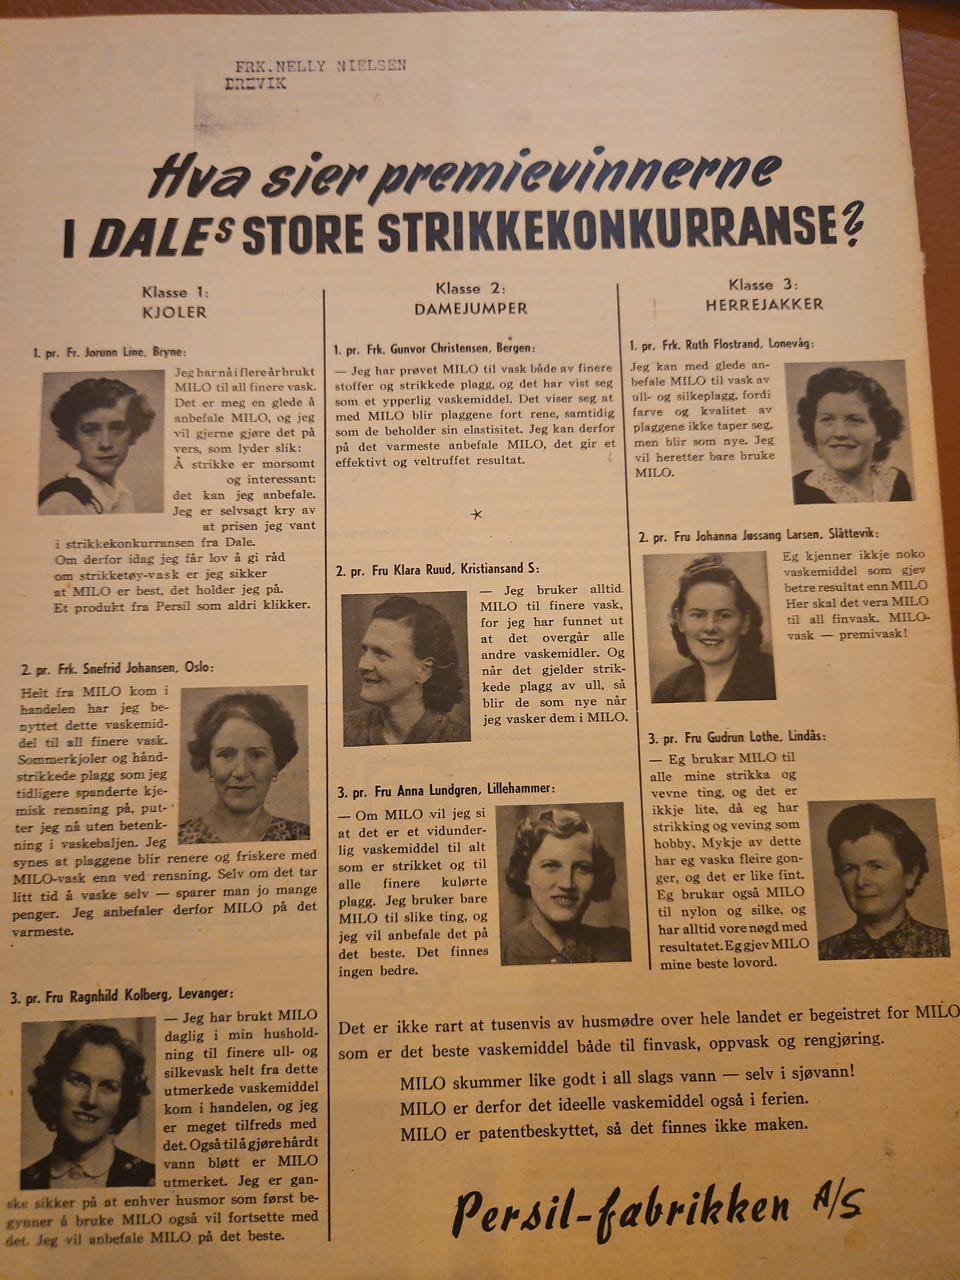 FRK.NELLY NIELSEN
DREVIK
Hva sier premievinnerne
I DALES STORE STRIKKEKONKURRANSE?
Klasse 1:
KJOLER
1. pr. Fr. Jorunn Line, Bryne:
Jeg har nå i flere år brukt
MILO til all finere vask.
Det er meg en glede å
anbefale MILO, og jeg
vil gjerne gjøre det på
vers, som lyder slik:
Å strikke er morsomt
og interessant:
det kan jeg anbefale.
Jeg er selvsagt kry av
at prisen jeg vant
i strikkekonkurransen fra Dale.
Om derfor idag jeg får lov å gi råd
om strikketøy-vask er jeg sikker
at MILO er best, det holder jeg på.
Et produkt fra Persil som aldri klikker.
2. pr. Frk. Snefrid Johansen, Oslo:
Helt fra MILO kom i
handelen har jeg be-
nyttet dette vaskemid-
del til all finere vask.
Sommerkjoler og hånd-
strikkede plagg som jeg
tidligere spanderte kje-
misk rensning på, put-
ter jeg nå uten betenk-
ning i vaskebaljen. Jeg
synes at plaggene blir renere og friskere med
MILO-vask enn ved rensning. Selv om det tar
litt tid å vaske selv — sparer man jo mange
penger. Jeg anbefaler derfor MILO på det
varmeste.
3. pr. Fru Ragnhild Kolberg, Levanger:
— Jeg har brukt MILO
daglig i min hushold-
ning til finere ull- og
silkevask helt fra dette
utmerkede vaskemiddel
kom i handelen, og jeg
er meget tilfreds med
det. Også til å gjøre hårdt
vann bløtt er MILO
utmerket. Jeg er gan-
ske sikker på at enhver husmor som først be-
gynner å bruke MILO også vil fortsette med
det. Jeg vil anbefale MILO på det beste.
Klasse 2:
DAMEJUMPER
1. pr. Frk. Gunvor Christensen, Bergen:
— Jeg har prøvet MILO til vask både av finere
stoffer og strikkede plagg, og det har vist seg
som et ypperlig vaskemiddel. Det viser seg at
med MILO blir plaggene fort rene, samtidig
som de beholder sin elastisitet. Jeg kan derfor
på det varmeste anbefale MILO, det gir et
effektivt og veltruffet resultat.
*
2. pr. Fru Klara Ruud, Kristiansand S:
— Jeg bruker alltid
MILO til finere vask,
for jeg har funnet ut
at det overgår alle
andre vaskemidler. Og
når det gjelder strik-
kede plagg av ull, så
blir de som nye når
jeg vasker dem i MILO.
3. pr. Fru Anna Lundgren, Lillehammer:
— Om MILO vil jeg si
at det er et vidunder-
lig vaskemiddel til alt
som er strikket og til
alle finere kulørte
plagg. Jeg bruker bare
MILO til slike ting, og
jeg vil anbefale det på
det beste. Det finnes
ingen bedre.
Klasse 3:
HERREJAKKER
1. pr. Frk. Ruth Flostrand, Lonevåg:
Jeg kan med glede an-
befale MILO til vask av
ull- og silkeplagg, fordi
farve og kvalitet av
plaggene ikke taper seg,
men blir som nye. Jeg
vil heretter bare bruke
MILO.
2. pr. Fru Johanna Jøssang Larsen, Slåttevik:
Eg kjenner ikkje noko
vaskemiddel som gjev
betre resultat enn MILO
Her skal det vera MILO
til all finvask. MILO-
vask — premivask!
3. pr. Fru Gudrun Lothe, Lindås:
— Eg brukar MILO til
alle mine strikka og
vevne ting, og det er
ikkje lite, då eg har
strikking og veving som
hobby. Mykje av dette
har eg vaska fleire gon-
ger, og det er like fint.
Eg brukar også MILO
til nylon og silke, og
har alltid vore nøgd med
resultatet. Eg gjev MILO
mine beste lovord.
Det er ikke rart at tusenvis av husmødre over hele landet er begeistret for MILO
som er det beste vaskemiddel både til finvask, oppvask og rengjøring.
MILO skummer like godt i all slags vann — selv i sjøvann!
MILO er derfor det ideelle vaskemiddel også i ferien.
MILO er patentbeskyttet, så det finnes ikke maken.
Persil-fabrikken A/S